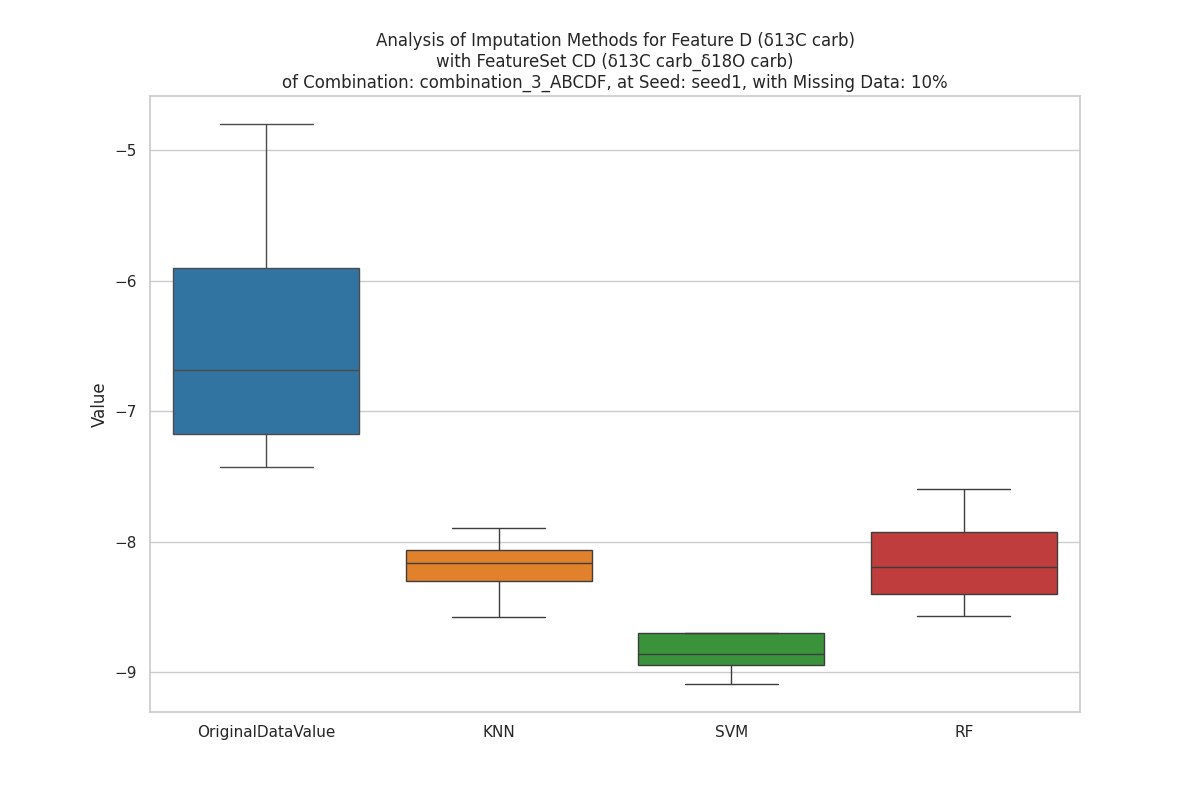 Analysis of Imputation Methods for Feature D (δ13C carb)
with FeatureSet CD (δ13C carb_δ18O carb)
of Combination: combination_3_ABCDF, at Seed: seed1, with Missing Data: 10%
Value
−5
−6
−7
−8
−9
OriginalDataValue
KNN
SVM
RF